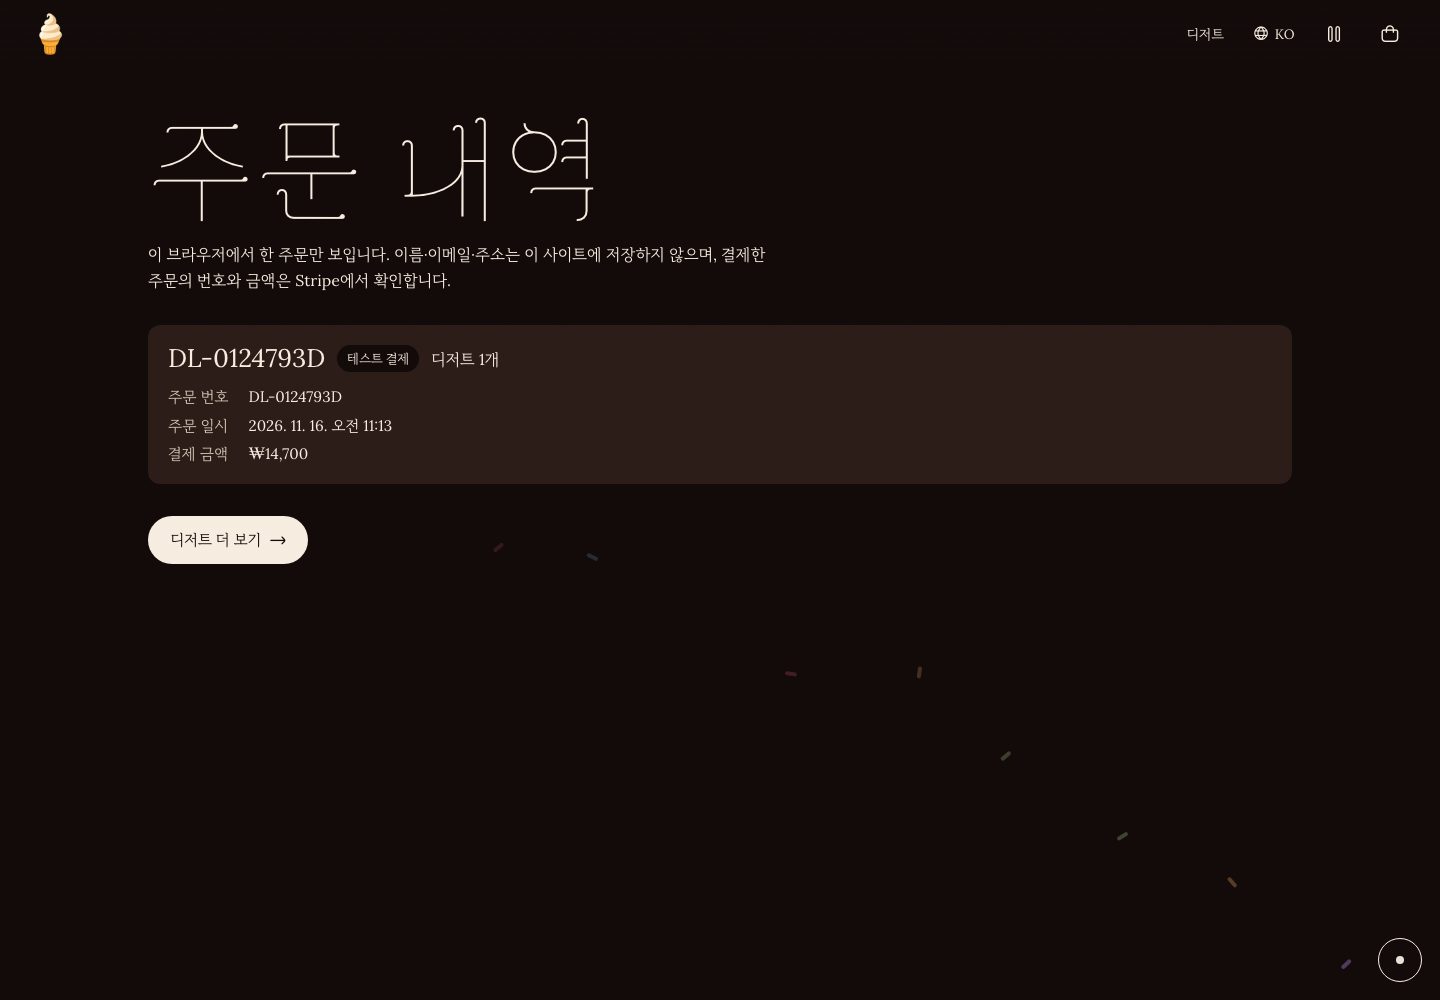 디저트 KO
주문 내역
이 브라우저에서 한 주문만 보입니다. 이름·이메일·주소는 이 사이트에 저장하지 않으며, 결제한
주문의 번호와 금액은 Stripe에서 확인합니다.
DL-0124793D 테스트 결제 디저트 1개
주문 번호 DL-0124793D
주문 일시 2026. 11. 16. 오전 11:13
결제 금액 ₩14,700
디저트 더 보기 →